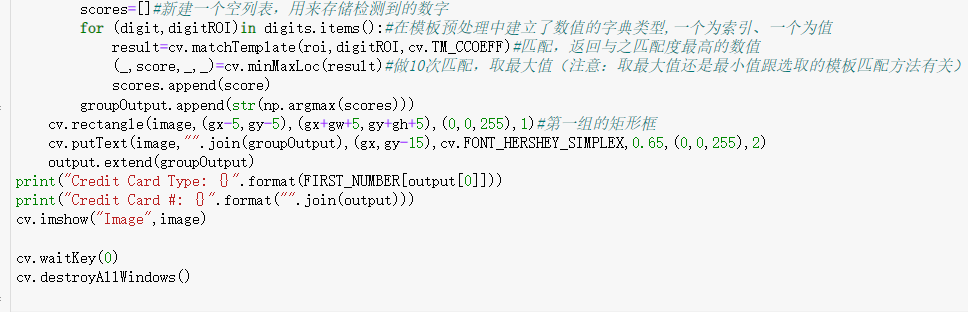 scores=[]#新建一个空列表，用来存储检测到的数字
for (digit,digitROI)in digits.items():#在模板预处理中建立了数值的字典类型,一个为索引、一个为值
result=cv.matchTemplate(roi,digitROI,cv.TM_CCOEFF)#匹配，返回与之匹配度最高的数值
(_,score,_,_)=cv.minMaxLoc(result)#做10次匹配，取最大值（注意：取最大值还是最小值跟选取的模板匹配方法有关）
scores.append(score)
groupOutput.append(str(np.argmax(scores)))
cv.rectangle(image,(gx-5,gy-5),(gx+gw+5,gy+gh+5),(0,0,255),1)#第一组的矩形框
cv.putText(image,"".join(groupOutput),(gx,gy-15),cv.FONT_HERSHEY_SIMPLEX,0.65,(0,0,255),2)
output.extend(groupOutput)
print("Credit Card Type: {}".format(FIRST_NUMBER[output[0]]))
print("Credit Card #: {}".format("".join(output)))
cv.imshow("Image",image)
cv.waitKey(0)
cv.destroyAllWindows()